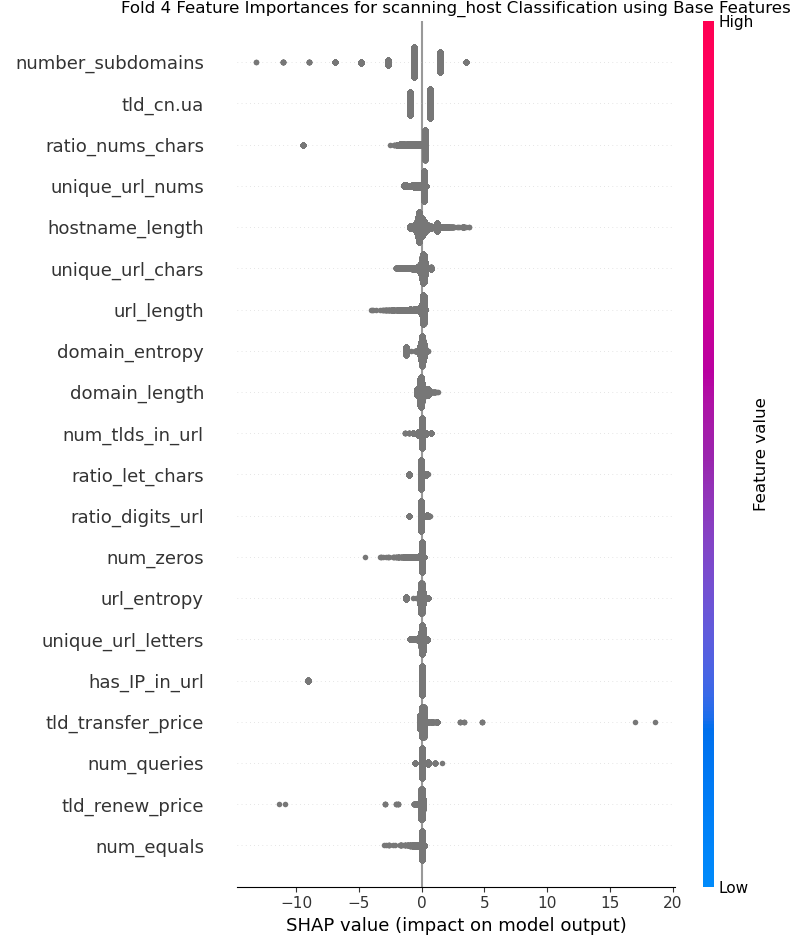 Fold 4 Feature Importances for scanning_host Classification using Base Features
High
number_subdomains
tld_cn.ua
ratio_nums_chars
unique_url_nums
hostname_length
unique_url_chars
url_length
domain_entropy
domain_length
num_tlds_in_url
ratio_let_chars
ratio_digits_url
num_zeros
url_entropy
unique_url_letters
has_IP_in_url
tld_transfer_price
num_queries
tld_renew_price
num_equals
Feature value
Low
−10 −5 0 5 10 15 20
SHAP value (impact on model output)